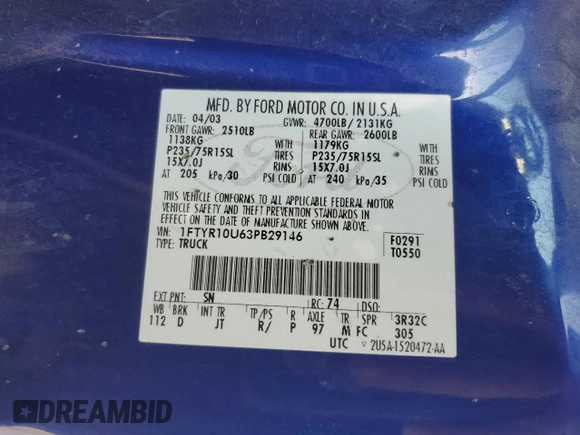 MFD. BY FORD MOTOR CO. IN U.S.A.
DATE: 04/03 GVWR: 4700LB/ 2131KG
FRONT GAWR: 2510LB REAR GAWR: 2600LB
1138KG WITH 1179KG WITH
P235/75R15SL TIRES P235/75R15SL TIRES
15X7.0J RIMS 15X7.0J RIMS
AT 205 kPa/30 PSI COLD AT 240 kPa/35 PSI COLD
THIS VEHICLE CONFORMS TO ALL APPLICABLE FEDERAL MOTOR
VEHICLE SAFETY AND THEFT PREVENTION STANDARDS IN
EFFECT ON THE DATE OF MANUFACTURE SHOWN ABOVE.
VIN: 1FTYR10U63PB29146 F0291
TYPE: TRUCK T0550
Ford
EXT PNT: SN RC: 74 DSO:
WB BRK INT TR TP/PS R AXLE TR SPR 3R32C
112 D JT R/ P 97 M FC 305
UTC ▽ 2USA-1520472-AA
DREAMBID